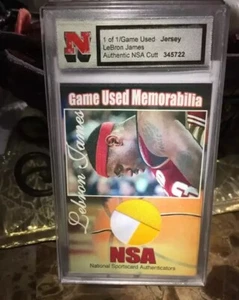 N
1 of 1/Game Used Jersey
LeBron James
Authentic NSA Cut! 345722
Game Used Memorabilia
Lebron James
NSA
National Sportscard Authenticators